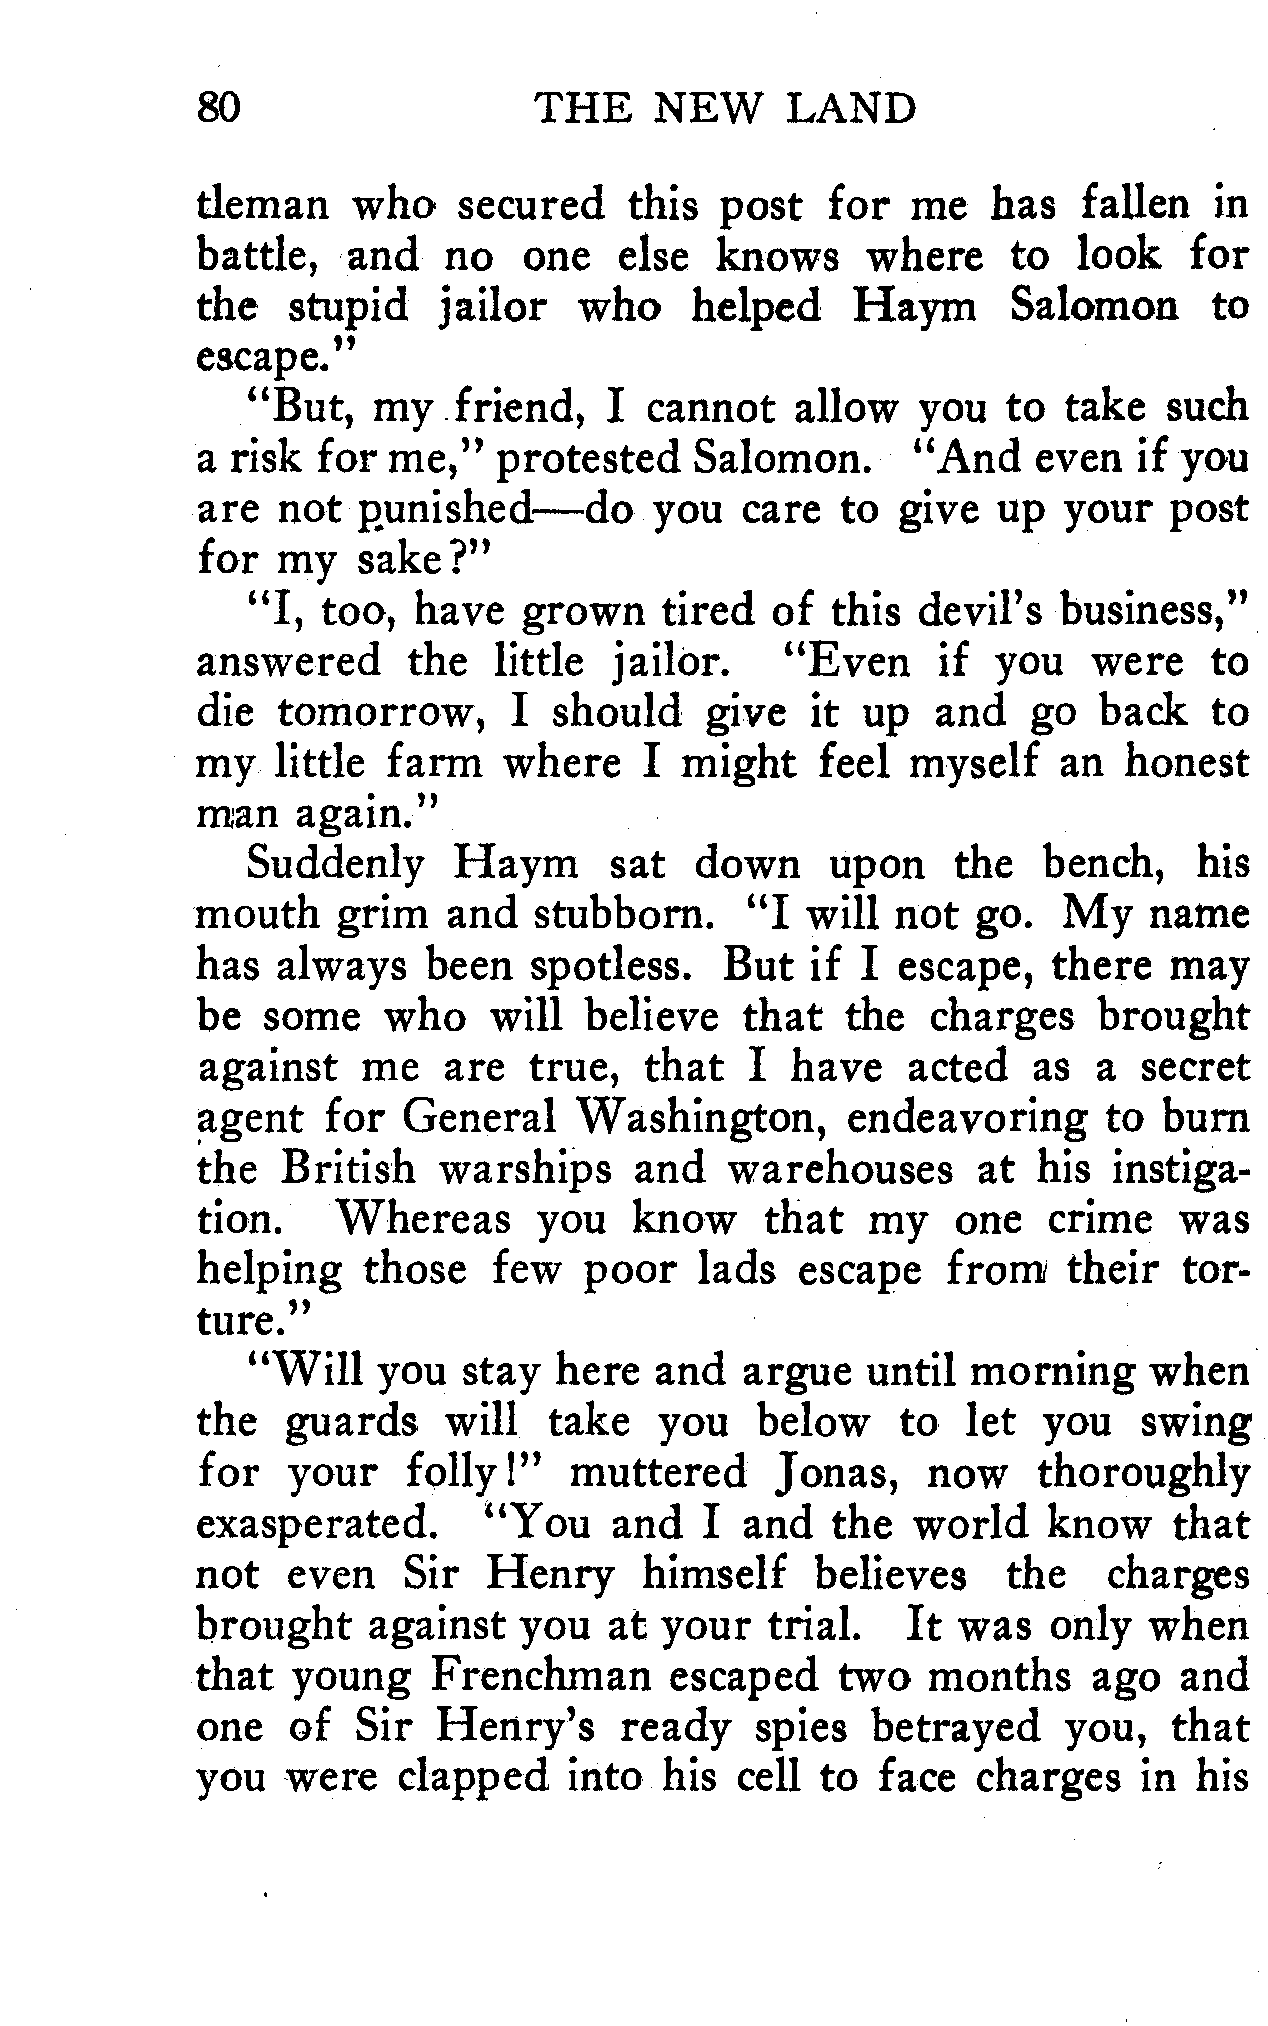 80 THE NEW LAND
tleman who secured this post for me has fallen in
battle, and no one else knows where to look for
the stupid jailor who helped Haym Salomon to
escape."
"But, my friend, I cannot allow you to take such
a risk for me," protested Salomon. "And even if you
are not punished—do you care to give up your post
for my sake?"
"I, too, have grown tired of this devil's business,"
answered the little jailor. "Even if you were to
die tomorrow, I should give it up and go back to
my little farm where I might feel myself an honest
man again."
Suddenly Haym sat down upon the bench, his
mouth grim and stubborn. "I will not go. My name
has always been spotless. But if I escape, there may
be some who will believe that the charges brought
against me are true, that I have acted as a secret
agent for General Washington, endeavoring to burn
the British warships and warehouses at his instiga-
tion. Whereas you know that my one crime was
helping those few poor lads escape from their tor-
ture."
"Will you stay here and argue until morning when
the guards will take you below to let you swing
for your folly!" muttered Jonas, now thoroughly
exasperated. "You and I and the world know that
not even Sir Henry himself believes the charges
brought against you at your trial. It was only when
that young Frenchman escaped two months ago and
one of Sir Henry's ready spies betrayed you, that
you were clapped into his cell to face charges in his